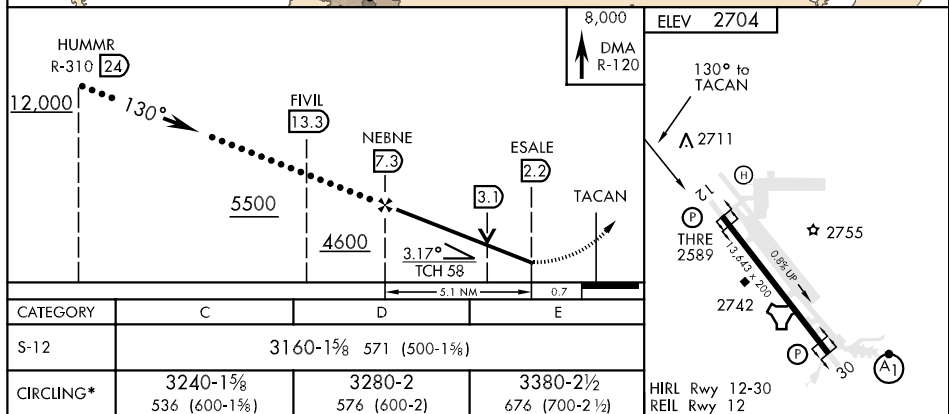 HUMMR
R-310 24
12,000
130°
FIVIL
13.3
NEBNE
7.3
ESALE
2.2
3.1
TACAN
5500
4600
3.17°
TCH 58
5.1 NM
0.7
8,000
DMA
R-120
CATEGORY C D E
S-12 3160-1⅝ 571 (500-1⅝)
CIRCLING* 3240-1⅝ 536 (600-1⅝) 3280-2 576 (600-2) 3380-2½ 676 (700-2 ½)
ELEV 2704
130° to
TACAN
2711
H
12
P
THRE
2589
2755
13,643 x 200
0.8% UP
2742
P
30
A1
HIRL Rwy 12-30
REIL Rwy 12